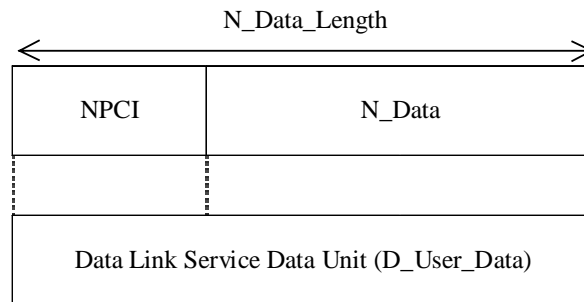 N_Data_Length
NPCI
N_Data
Data Link Service Data Unit (D_User_Data)